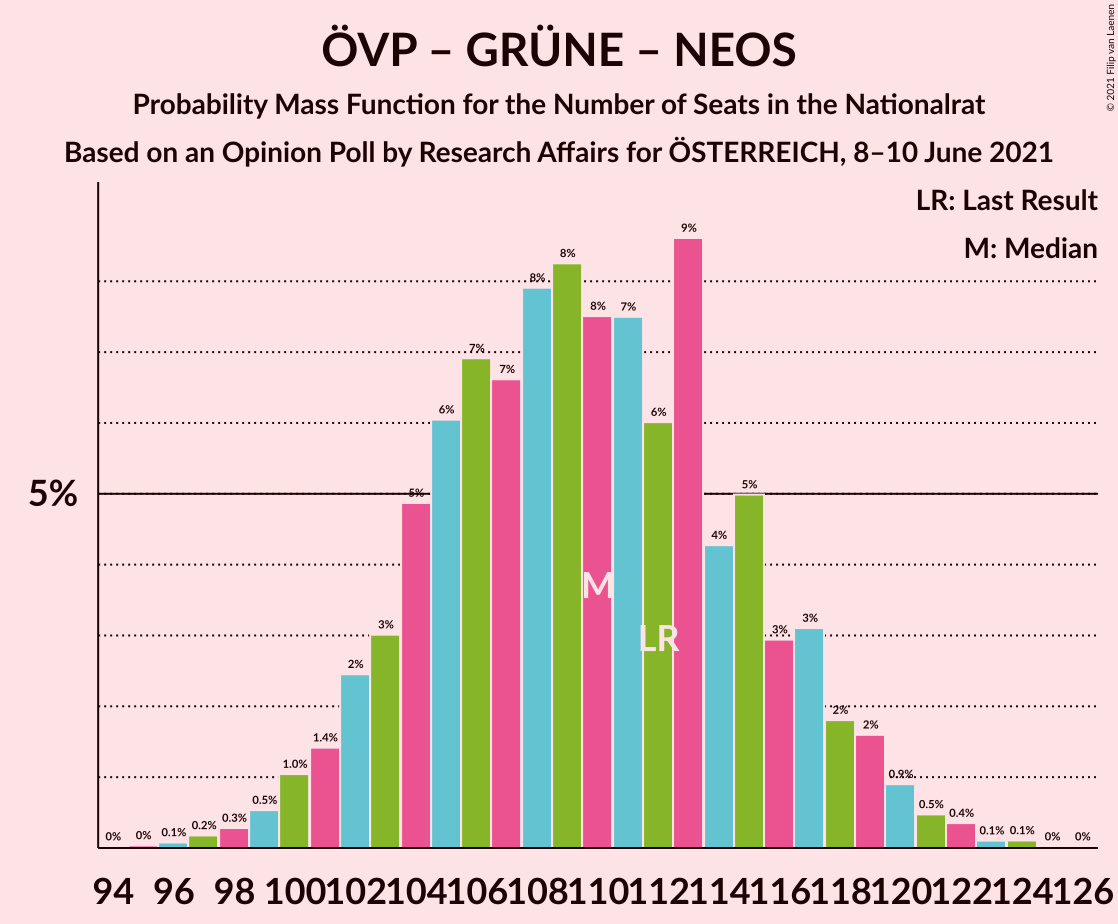 ÖVP – GRÜNE – NEOS
Probability Mass Function for the Number of Seats in the Nationalrat
Based on an Opinion Poll by Research Affairs for ÖSTERREICH, 8–10 June 2021
© 2021 Filip van Laenen
LR: Last Result
M: Median
5%
0% 0% 0.1% 0.2% 0.3% 0.5% 1.0% 1.4% 2% 3% 5% 6% 7% 7% 8% 8% 8% 7% 6% 9% 4% 5% 3% 3% 2% 2% 0.9% 0.5% 0.4% 0.1% 0.1% 0% 0%
M
LR
94 96 98 100 102 104 106 108 110 112 114 116 118 120 122 124 126